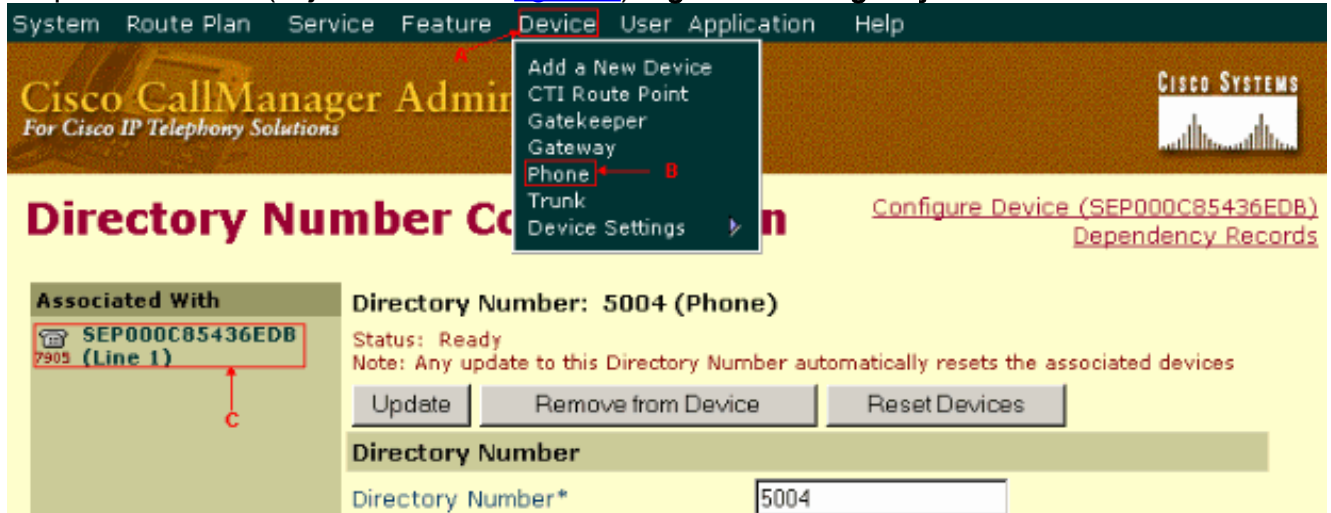 System Route Plan Service Feature Device User Application Help
A
Add a New Device
CTI Route Point
Gatekeeper
Gateway
Phone
B
Trunk
Device Settings
Cisco CallManager Admin
For Cisco IP Telephony Solutions
CISCO SYSTEMS
Directory Number Co n
Configure Device (SEP000C85436EDB)
Dependency Records
Associated With
SEP000C85436EDB
7905 (Line 1)
C
Directory Number: 5004 (Phone)
Status: Ready
Note: Any update to this Directory Number automatically resets the associated devices
Update Remove from Device Reset Devices
Directory Number
Directory Number* 5004